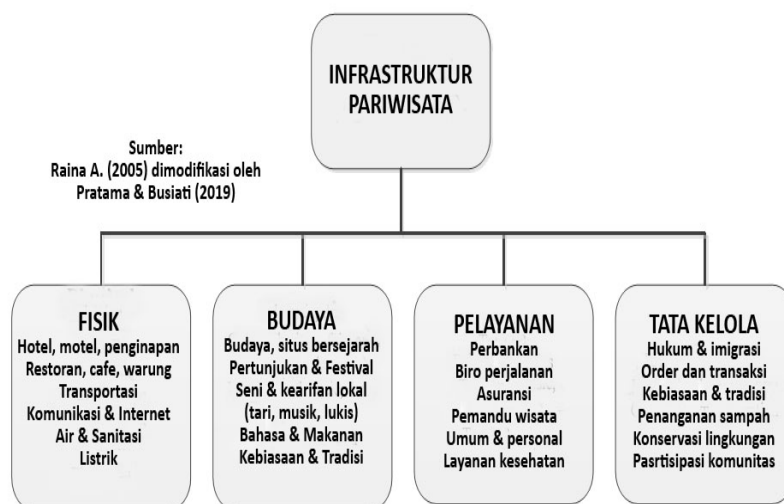 INFRASTRUKTUR
PARIWISATA
Sumber:
Raina A. (2005) dimodifikasi oleh
Pratama & Busiati (2019)
FISIK
Hotel, motel, penginapan
Restoran, cafe, warung
Transportasi
Komunikasi & Internet
Air & Sanitasi
Listrik
BUDAYA
Budaya, situs bersejarah
Pertunjukan & Festival
Seni & kearifan lokal
(tari, musik, lukis)
Bahasa & Makanan
Kebiasaan & Tradisi
PELAYANAN
Perbankan
Biro perjalanan
Asuransi
Pemandu wisata
Umum & personal
Layanan kesehatan
TATA KELOLA
Hukum & imigrasi
Order dan transaksi
Kebiasaan & tradisi
Penanganan sampah
Konservasi lingkungan
Pasrtisipasi komunitas